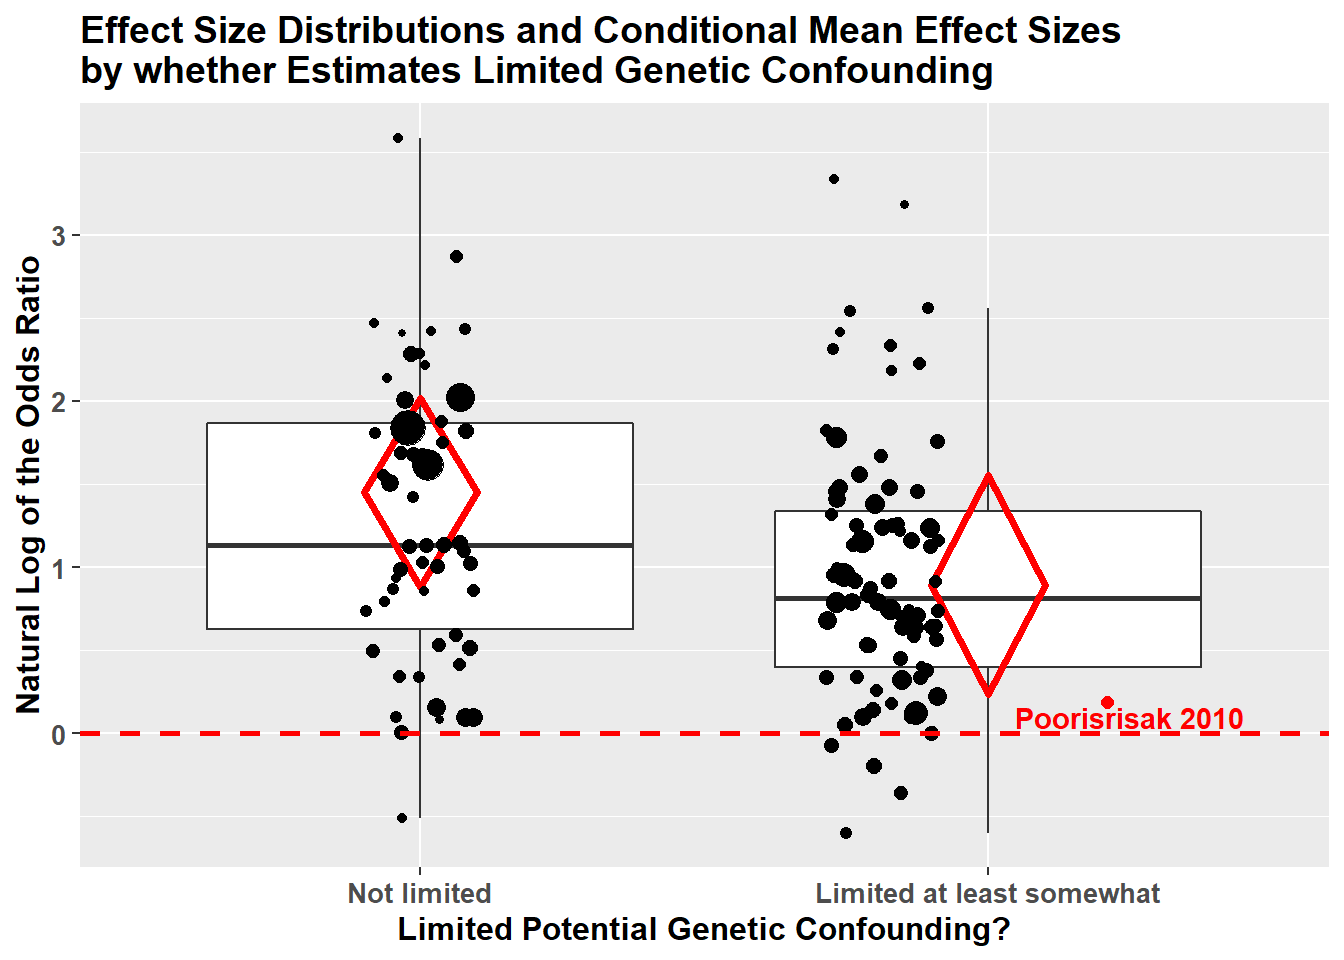 Effect Size Distributions and Conditional Mean Effect Sizes
by whether Estimates Limited Genetic Confounding
Natural Log of the Odds Ratio
3
2
1
0
Poorisrisak 2010
Not limited
Limited at least somewhat
Limited Potential Genetic Confounding?